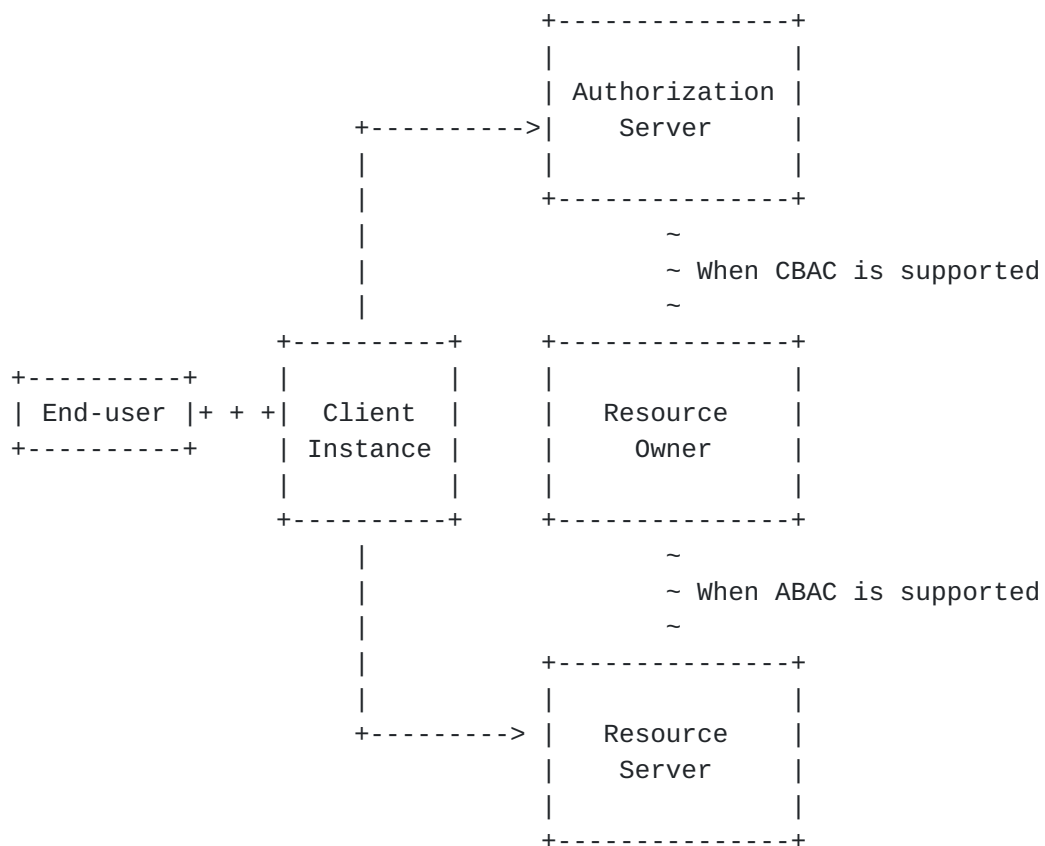 Authorization
Server
~
~ When CBAC is supported
~
End-user
Client
Instance
Resource
Owner
~
~ When ABAC is supported
~
Resource
Server